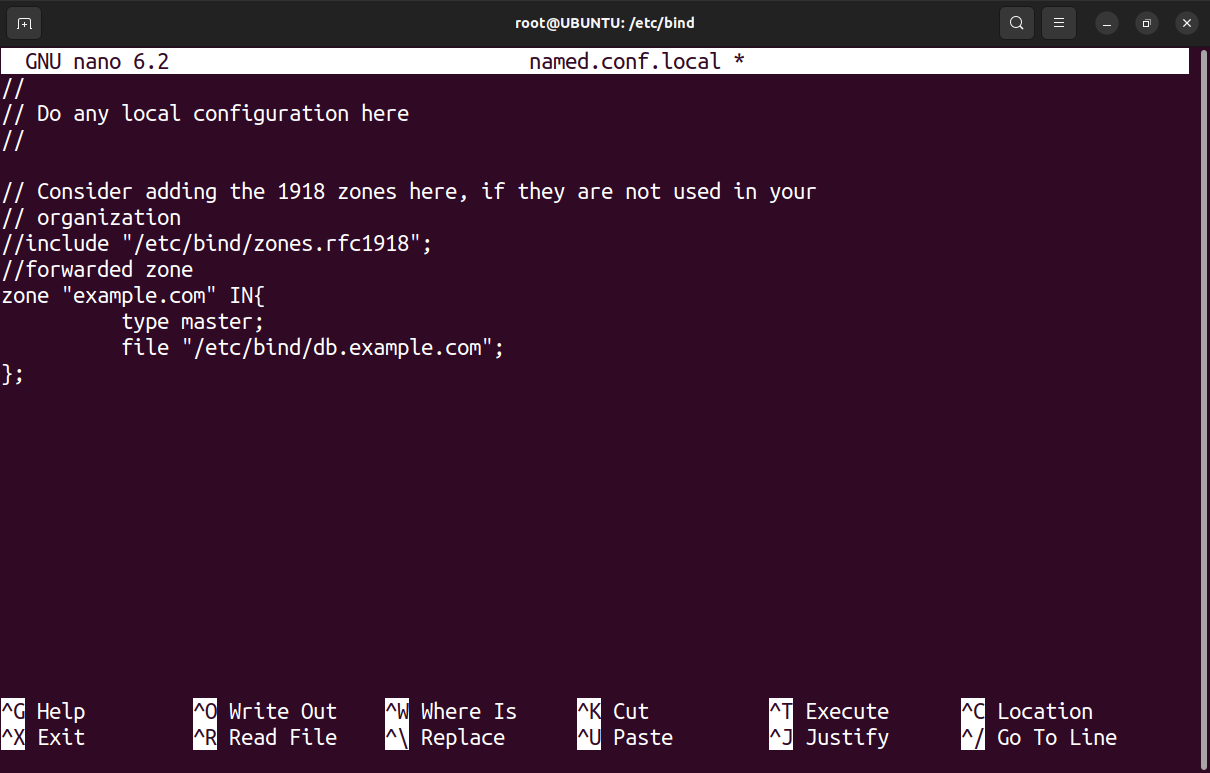 root@UBUNTU: /etc/bind
GNU nano 6.2 named.conf.local *
//
// Do any local configuration here
//
// Consider adding the 1918 zones here, if they are not used in your
// organization
//include "/etc/bind/zones.rfc1918";
//forwarded zone
zone "example.com" IN{
type master;
file "/etc/bind/db.example.com";
};
^G Help ^O Write Out ^W Where Is ^K Cut ^T Execute ^C Location
^X Exit ^R Read File ^\ Replace ^U Paste ^J Justify ^/ Go To Line